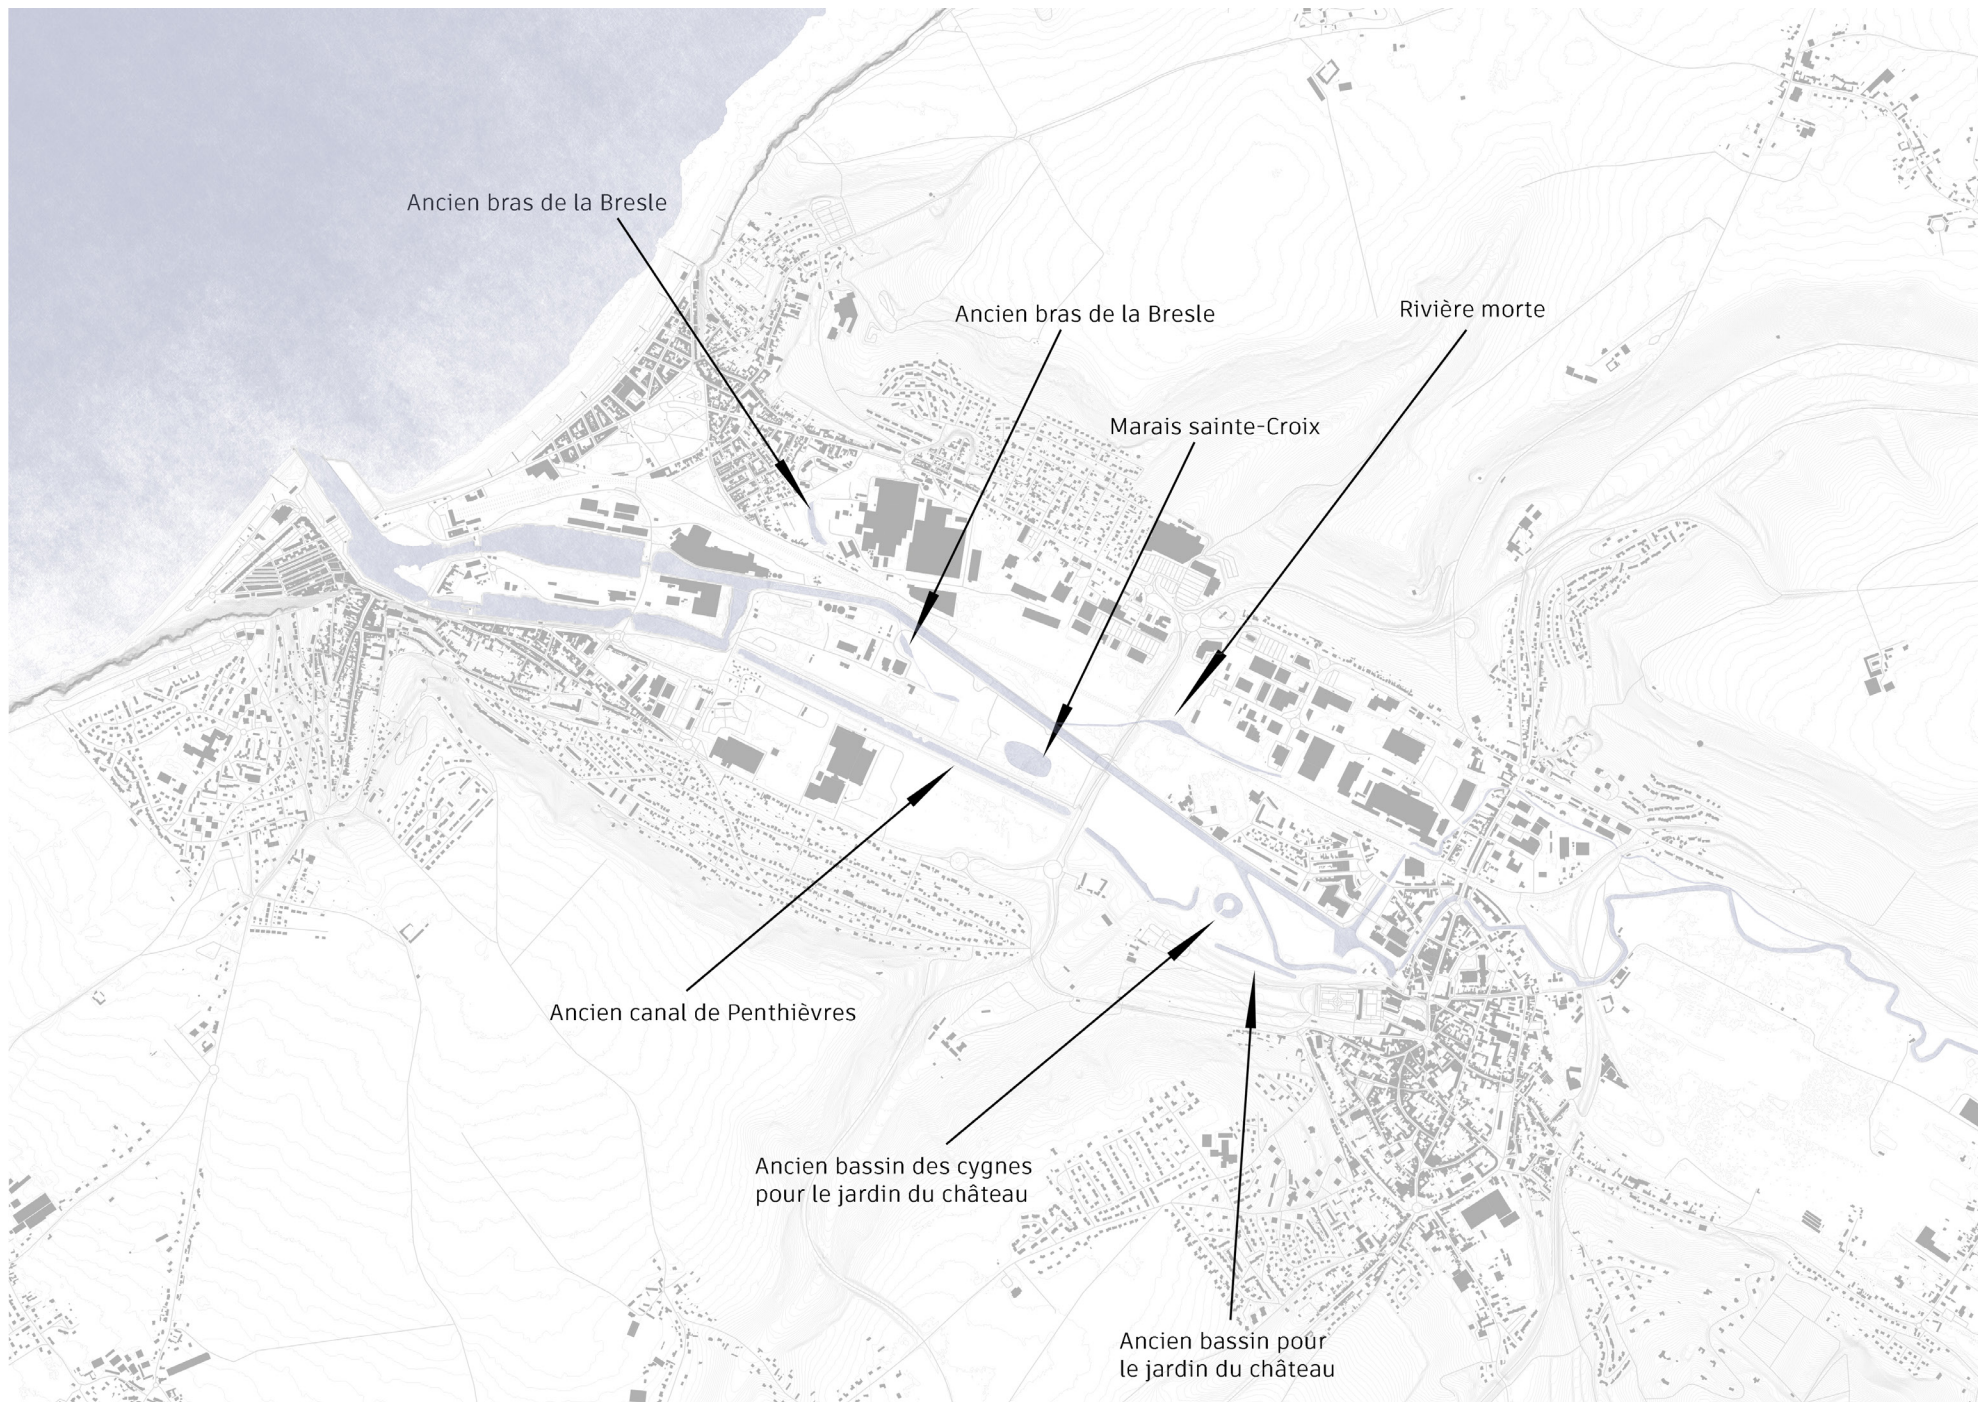 Ancien bras de la Bresle
Ancien bras de la Bresle
Rivière morte
Marais sainte-Croix
Ancien canal de Penthièvres
Ancien bassin des cygnes
pour le jardin du château
Ancien bassin pour
le jardin du château